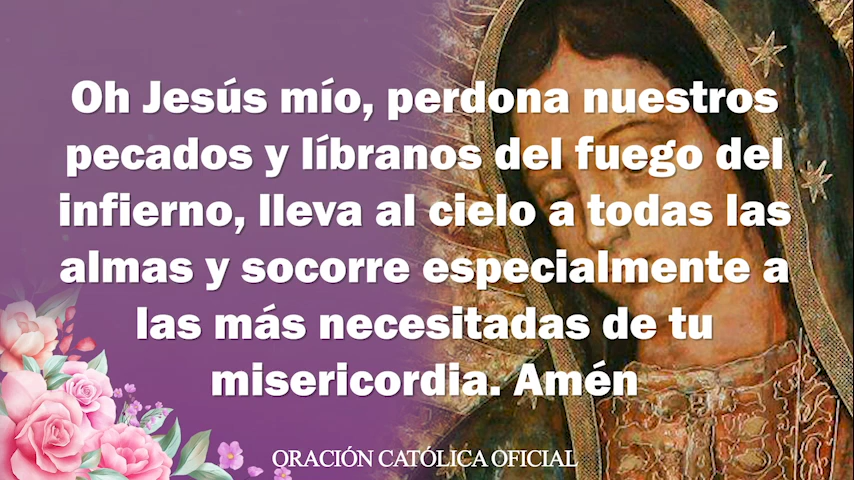 Oh Jesús mío, perdona nuestros
pecados y líbranos del fuego del
infierno, lleva al cielo a todas las
almas y socorre especialmente a
las más necesitadas de tu
misericordia. Amén
ORACIÓN CATÓLICA OFICIAL